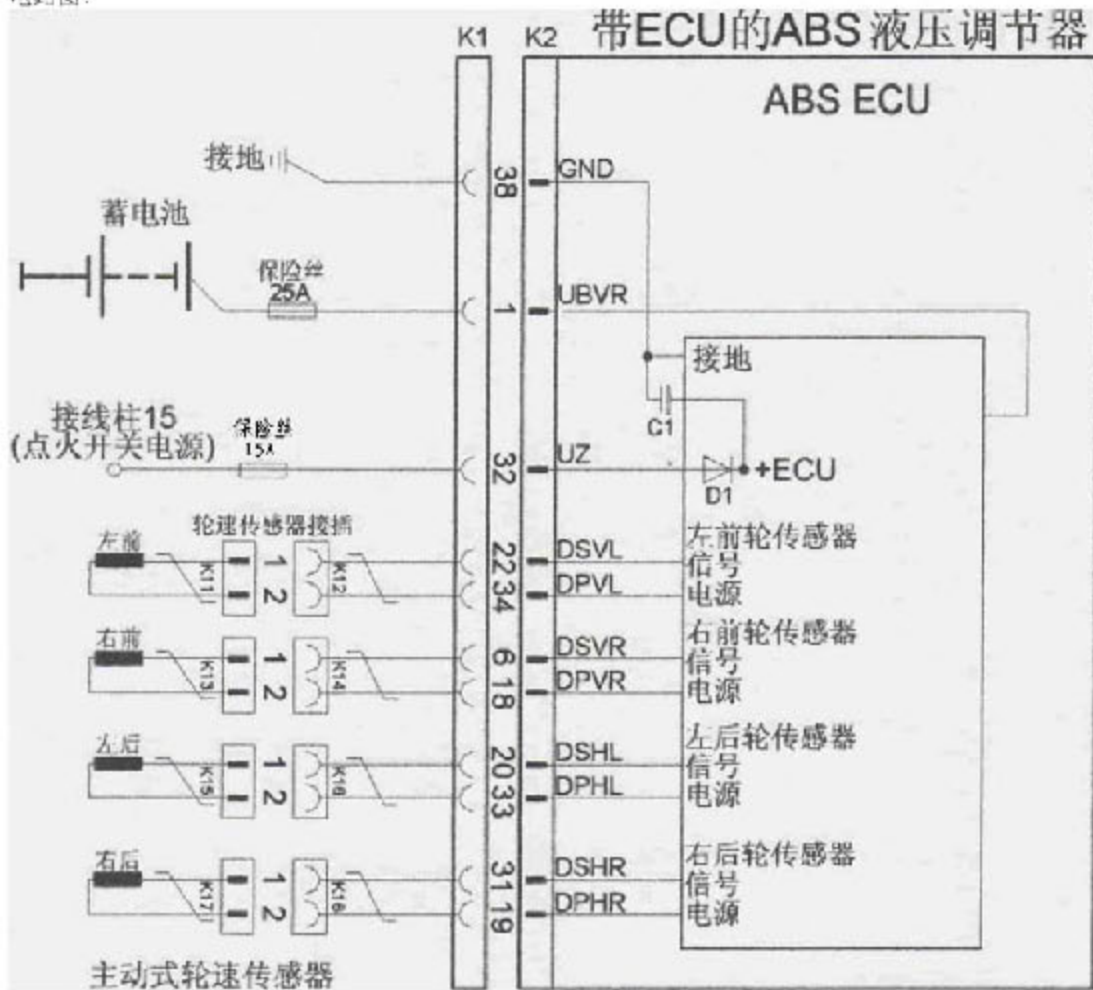 K1 K2 带ECU的ABS 液压调节器
ABS ECU
接地
38
GND
蓄电池
保险丝
25A
1
UBVR
接地
C1
接线柱15
(点火开关电源)
保险丝
15A
32
UZ
D1
+ECU
轮速传感器接插
左前
K11
1
2
K12
22
34
DSVL
DPVL
左前轮传感器
信号
电源
右前
K13
1
2
K14
6
18
DSVR
DPVR
右前轮传感器
信号
电源
左后
K15
1
2
K16
20
33
DSHL
DPHL
左后轮传感器
信号
电源
右后
K17
1
2
31
19
DSHR
DPHR
右后轮传感器
信号
电源
主动式轮速传感器